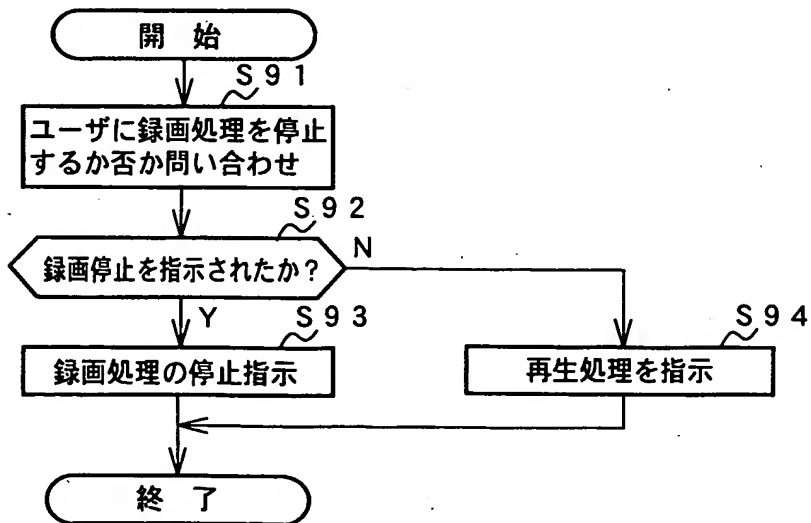 開 始
S91
ユーザに録画処理を停止
するか否か問い合わせ
S92
録画停止を指示されたか?
N
Y
S93
録画処理の停止指示
S94
再生処理を指示
終 了